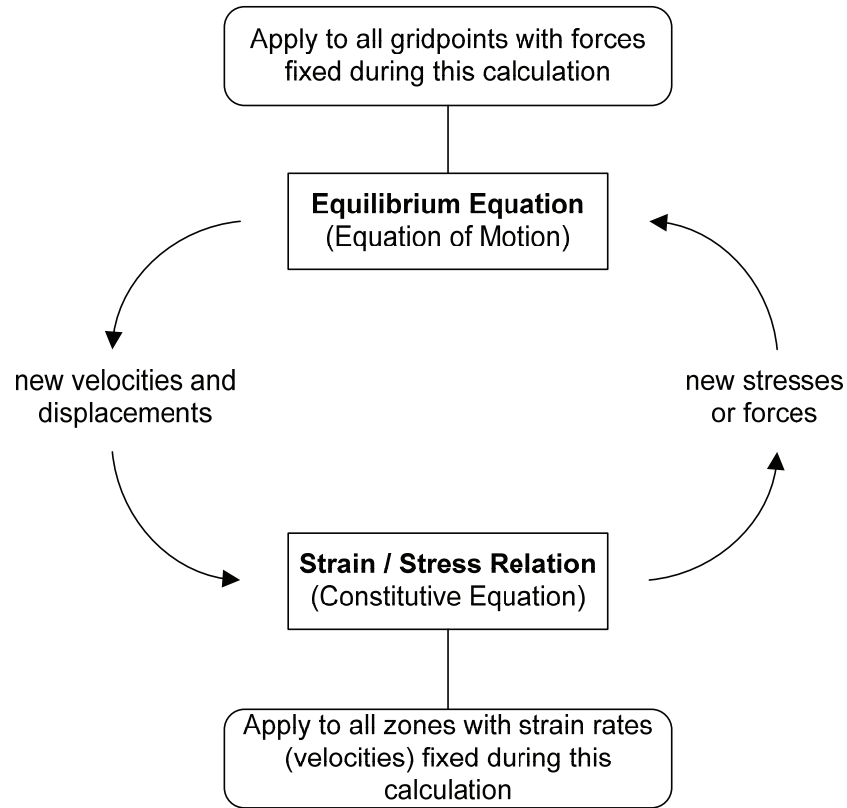 Apply to all gridpoints with forces
fixed during this calculation
Equilibrium Equation
(Equation of Motion)
new velocities and
displacements
new stresses
or forces
Strain / Stress Relation
(Constitutive Equation)
Apply to all zones with strain rates
(velocities) fixed during this
calculation